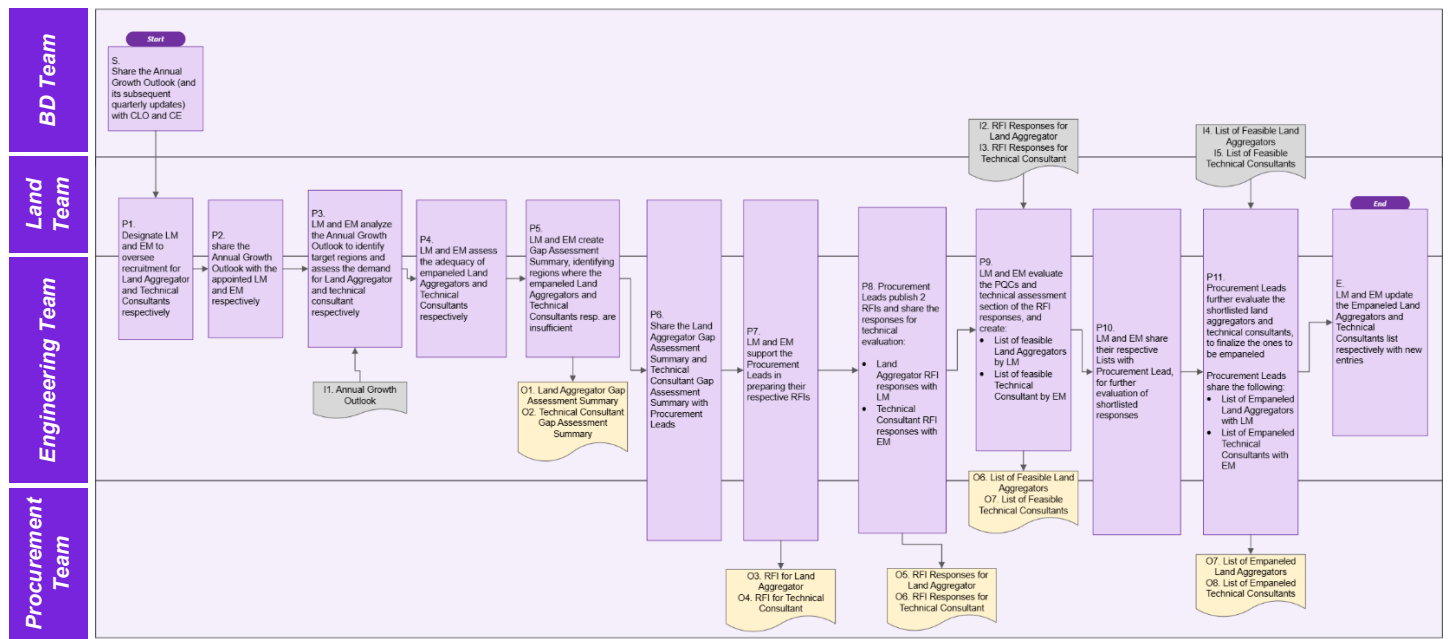 BD Team
Start
S.
Share the Annual
Growth Outlook (and
its subsequent
quarterly updates)
with CLO and CE
I2. RFI Responses for
Land Aggregator
I3. RFI Responses for
Technical Consultant
I4. List of Feasible Land
Aggregators
I5. List of Feasible
Technical Consultants
Land
Team
P1.
Designate LM
and EM to
oversee
recruitment for
Land Aggregator
and Technical
Consultants
respectively
P2.
share the
Annual Growth
Outlook with the
appointed LM
and EM
respectively
P3.
LM and EM analyze
the Annual Growth
Outlook to identify
target regions and
assess the demand
for Land Aggregator
and technical
consultant
respectively
P4.
LM and EM assess
the adequacy of
empaneled Land
Aggregators and
Technical
Consultants
respectively
P5.
LM and EM create
Gap Assessment
Summary, identifying
regions where the
empaneled Land
Aggregators and
Technical
Consultants resp. are
insufficient
Engineering Team
I1. Annual Growth
Outlook
O1. Land Aggregator Gap
Assessment Summary
O2. Technical Consultant
Gap Assessment
Summary
P6.
Share the Land
Aggregator Gap
Assessment
Summary and
Technical
Consultant Gap
Assessment
Summary with
Procurement
Leads
P7.
LM and EM
support the
Procurement
Leads in
preparing their
respective RFIs
P8. Procurement
Leads publish 2
RFIs and share the
responses for
technical
evaluation:
• Land
Aggregator RFI
responses with
LM
• Technical
Consultant RFI
responses with
EM
P9.
LM and EM evaluate
the PQCs and
technical assessment
section of the RFI
responses, and
create:
• List of feasible
Land Aggregators
by LM
• List of feasible
Technical
Consultant by EM
P10.
LM and EM share
their respective
Lists with
Procurement Lead,
for further
evaluation of
shortlisted
responses
P11.
Procurement Leads
further evaluate the
shortlisted land
aggregators and
technical consultants,
to finalize the ones to
be empaneled
Procurement Leads
share the following:
• List of Empaneled
Land Aggregators
with LM
• List of Empaneled
Technical
Consultants with
EM
End
E.
LM and EM update
the Empaneled Land
Aggregators and
Technical
Consultants list
respectively with new
entries
Procurement
Team
O3. RFI for Land
Aggregator
O4. RFI for Technical
Consultant
O5. RFI Responses for
Land Aggregator
O6. RFI Responses for
Technical Consultant
O6. List of Feasible Land
Aggregators
O7. List of Feasible
Technical Consultants
O7. List of Empaneled
Land Aggregators
O8. List of Empaneled
Technical Consultants